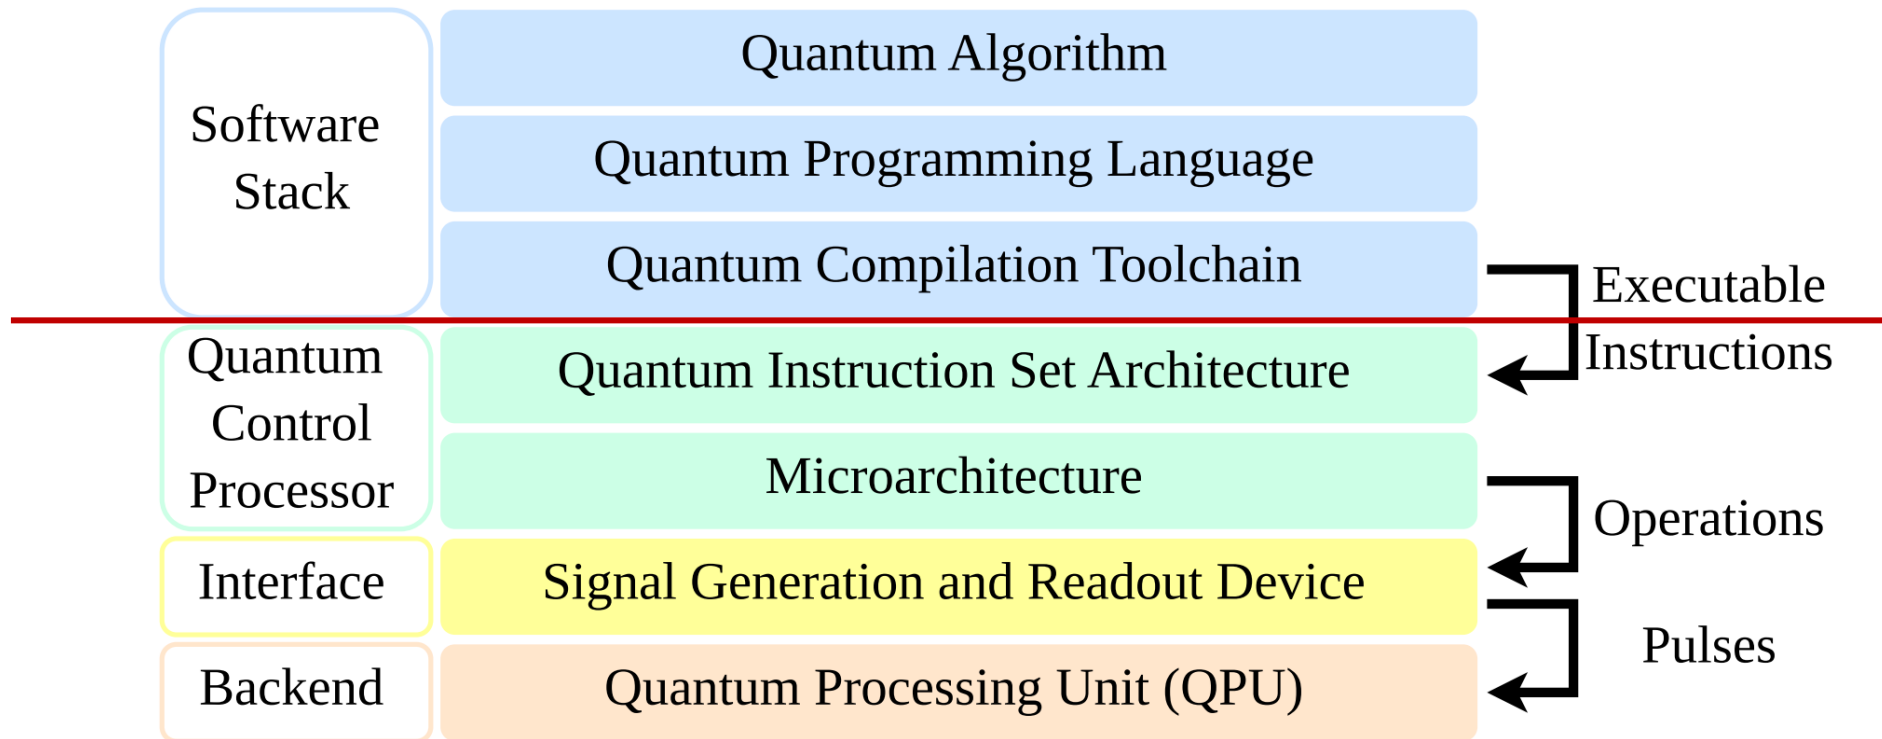 Software
Stack
Quantum Algorithm
Quantum Programming Language
Quantum Compilation Toolchain
Executable
Instructions
Quantum
Control
Processor
Quantum Instruction Set Architecture
Microarchitecture
Operations
Interface
Signal Generation and Readout Device
Pulses
Backend
Quantum Processing Unit (QPU)